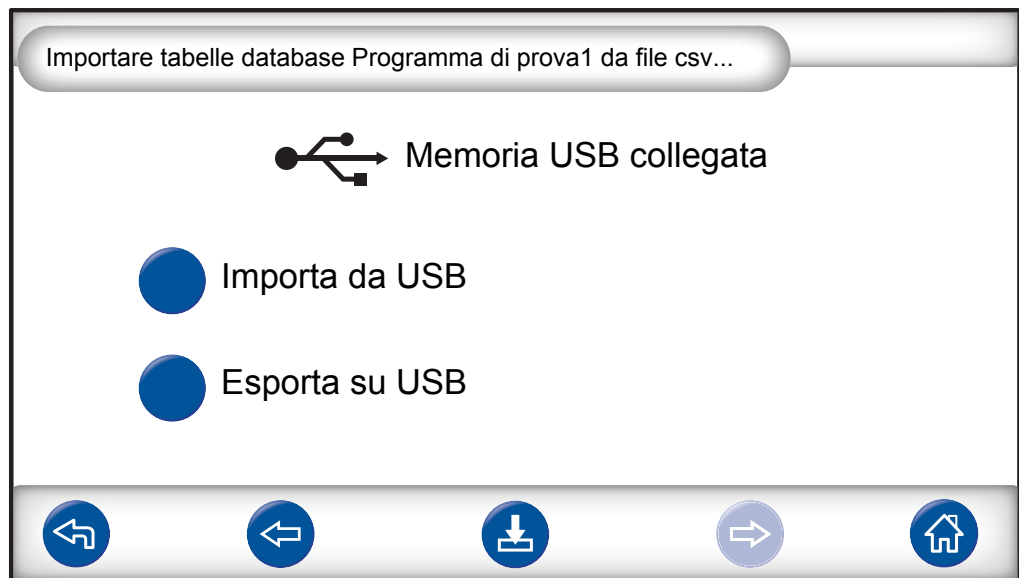 Importare tabelle database Programma di prova1 da file csv...
Memoria USB collegata
Importa da USB
Esporta su USB